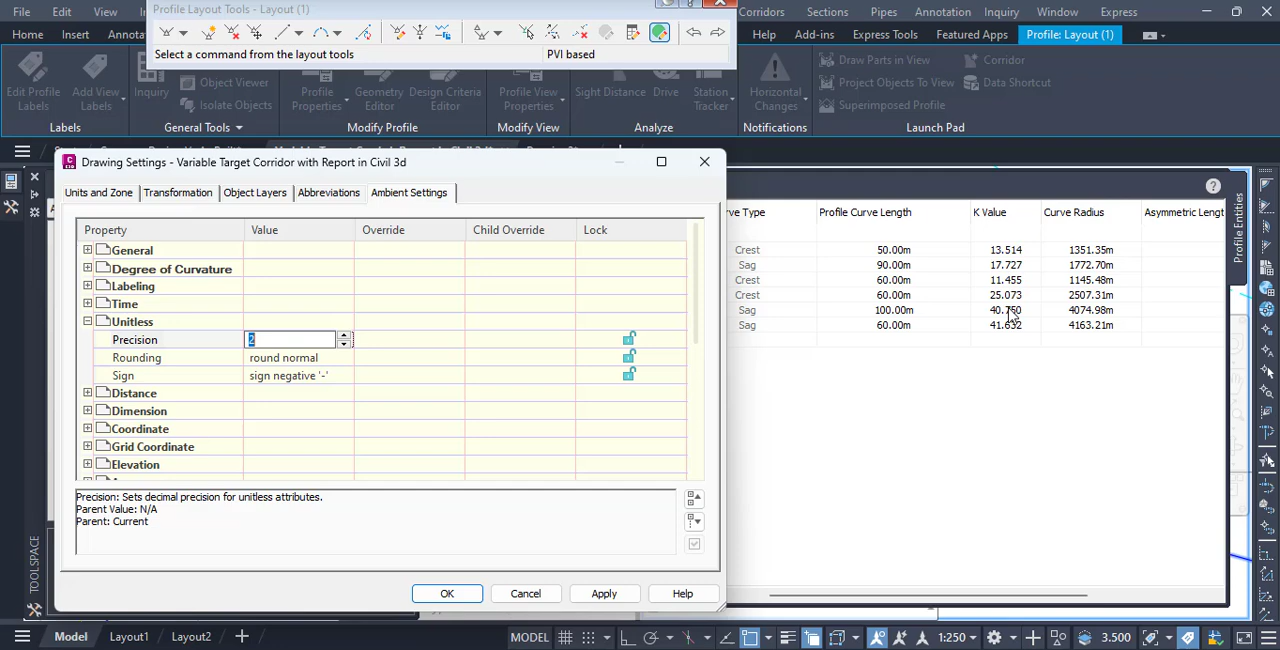 File Edit View
Profile Layout Tools - Layout (1)
Corridors Sections Pipes Annotation Inquiry Window Express
Home Insert
Help Add-ins Express Tools Featured Apps Profile: Layout (1)
Select a command from the layout tools PVI based
Edit Profile Labels
Add View Labels
Inquiry
Object Viewer
Isolate Objects
Profile Properties
Geometry Editor
Design Criteria Editor
Profile View Properties
Sight Distance
Drive
Station Tracker
Horizontal Changes
Draw Parts in View
Project Objects To View
Superimposed Profile
Corridor
Data Shortcut
Labels General Tools Modify Profile Modify View Analyze Notifications Launch Pad
Drawing Settings - Variable Target Corridor with Report in Civil 3d
Units and Zone Transformation Object Layers Abbreviations Ambient Settings
Property Value Override Child Override Lock
General
Degree of Curvature
Labeling
Time
Unitless
Precision 2
Rounding round normal
Sign sign negative '-'
Distance
Dimension
Coordinate
Grid Coordinate
Elevation
Precision: Sets decimal precision for unitless attributes.
Parent Value: N/A
Parent: Current
OK Cancel Apply Help
Type Profile Curve Length K Value Curve Radius
Crest 50.00m 13.514 1351.35m
Sag 90.00m 17.727 1772.70m
Crest 60.00m 11.455 1145.48m
Crest 60.00m 25.073 2507.31m
Sag 100.00m 40.750 4074.98m
Sag 60.00m 41.632 4163.21m
Profile Entities
TOOLSPACE
Model Layout1 Layout2
MODEL 1:250 3.500